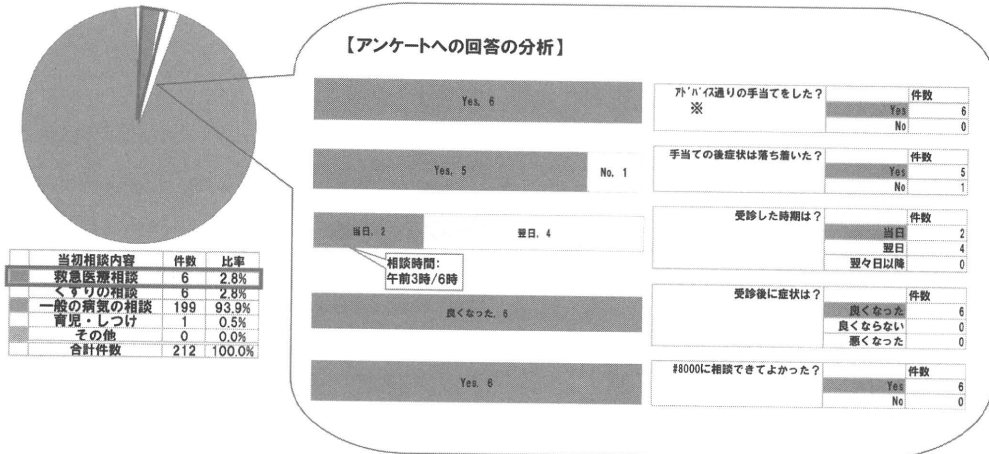 【アンケートへの回答の分析】
Yes, 6
アドバイス通りの手当てをした？ 件数
※ Yes 6
No 0
Yes, 5 No, 1
手当ての後症状は落ち着いた？ 件数
Yes 5
No 1
当日, 2 翌日, 4
相談時間:
午前3時/6時
受診した時期は？ 件数
当日 2
翌日 4
翌々日以降 0
良くなった, 6
受診後に症状は？ 件数
良くなった 6
良くならない 0
悪くなった 0
Yes, 6
#8000に相談できてよかった？ 件数
Yes 6
No 0
当初相談内容 件数 比率
救急医療相談 6 2.8%
くすりの相談 6 2.8%
一般の病気の相談 199 93.9%
育児・しつけ 1 0.5%
その他 0 0.0%
合計件数 212 100.0%